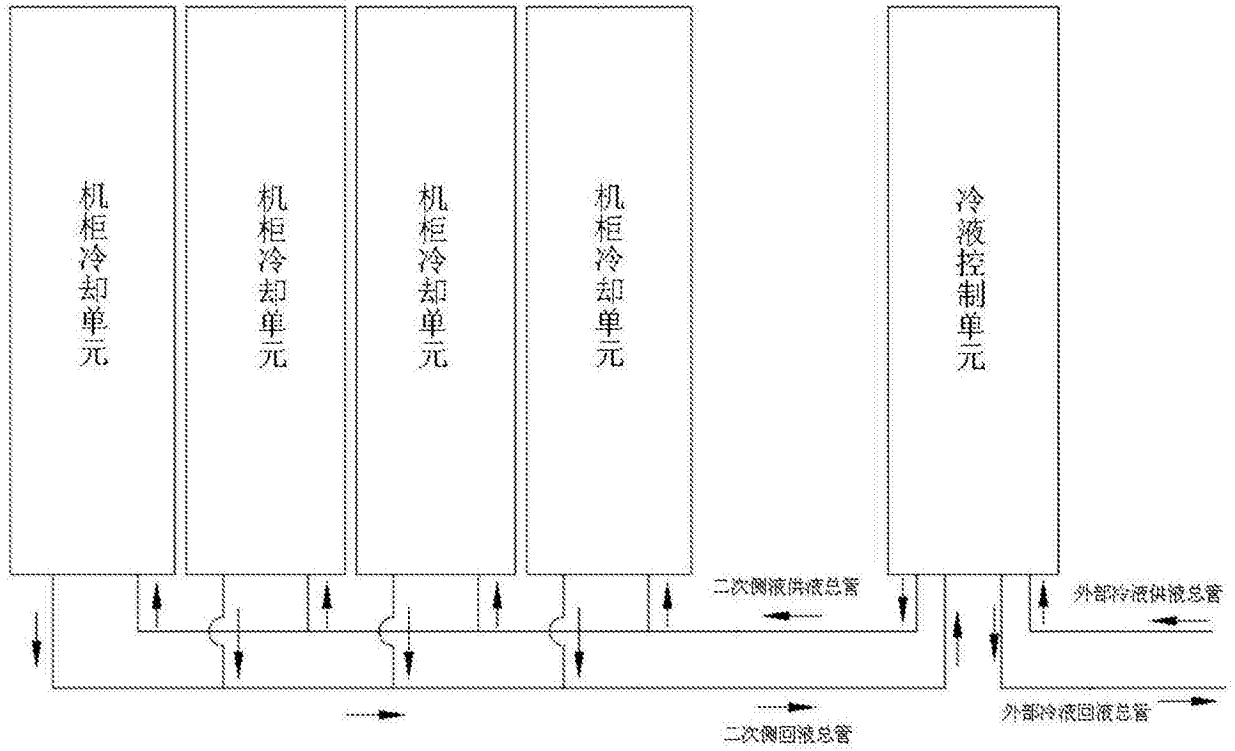 机柜冷却单元
机柜冷却单元
机柜冷却单元
机柜冷却单元
冷液控制单元
二次侧液供液总管
外部冷液供液总管
二次侧回液总管
外部冷液回液总管